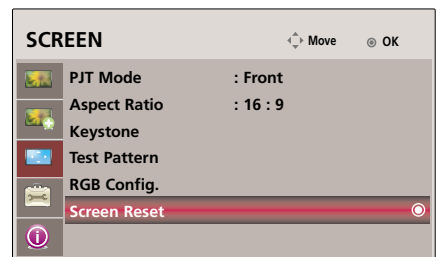 SCREEN Move OK
PJT Mode : Front
Aspect Ratio : 16 : 9
Keystone
Test Pattern
RGB Config.
Screen Reset